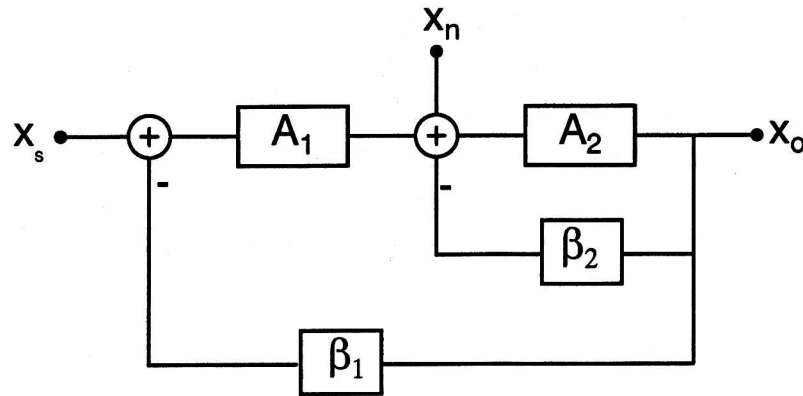 xₙ
xₛ
+
A₁
+
A₂
xₒ
-
-
β₂
β₁